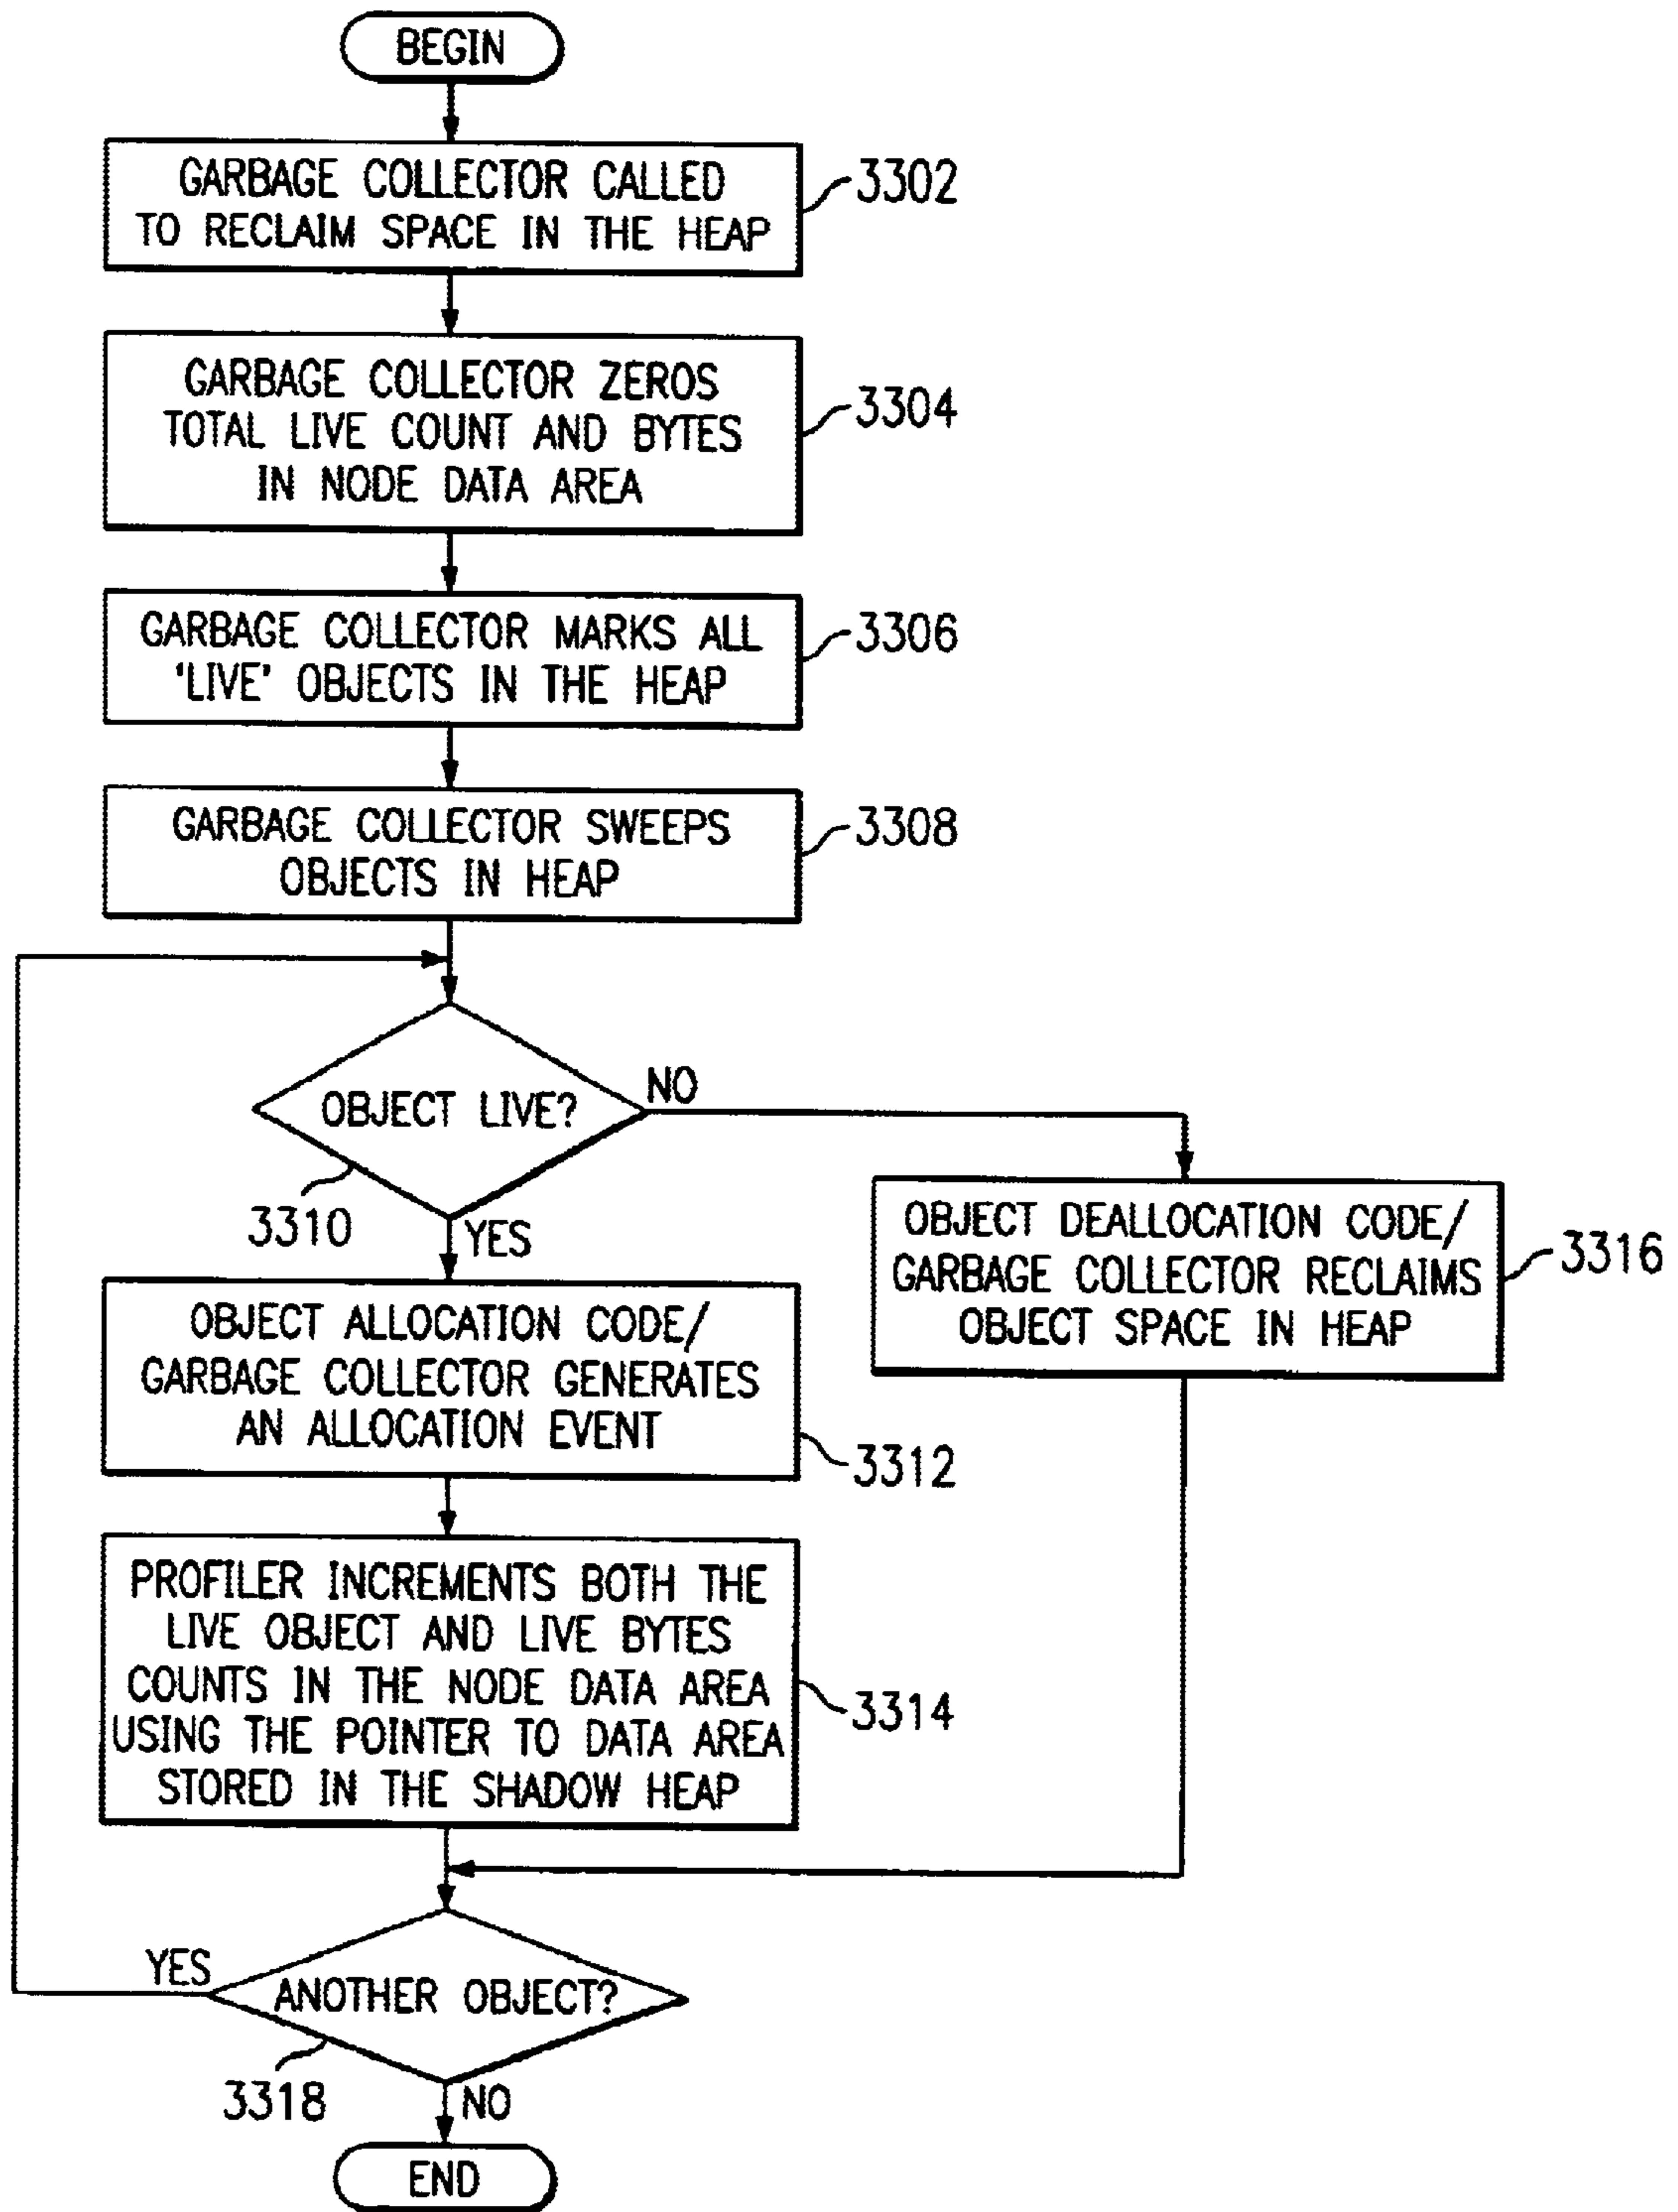 BEGIN
GARBAGE COLLECTOR CALLED
TO RECLAIM SPACE IN THE HEAP
3302
GARBAGE COLLECTOR ZEROS
TOTAL LIVE COUNT AND BYTES
IN NODE DATA AREA
3304
GARBAGE COLLECTOR MARKS ALL
'LIVE' OBJECTS IN THE HEAP
3306
GARBAGE COLLECTOR SWEEPS
OBJECTS IN HEAP
3308
OBJECT LIVE?
NO
3310
YES
OBJECT DEALLOCATION CODE/
GARBAGE COLLECTOR RECLAIMS
OBJECT SPACE IN HEAP
3316
OBJECT ALLOCATION CODE/
GARBAGE COLLECTOR GENERATES
AN ALLOCATION EVENT
3312
PROFILER INCREMENTS BOTH THE
LIVE OBJECT AND LIVE BYTES
COUNTS IN THE NODE DATA AREA
USING THE POINTER TO DATA AREA
STORED IN THE SHADOW HEAP
3314
YES
ANOTHER OBJECT?
3318
NO
END